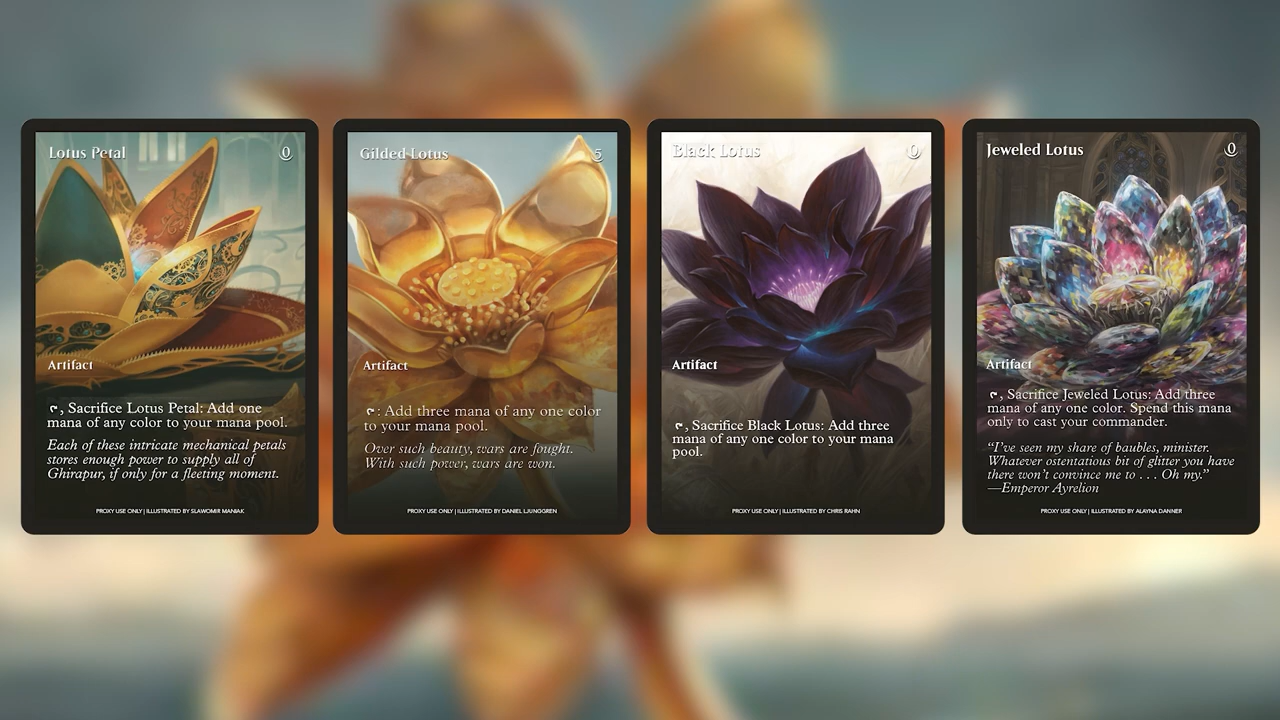 Lotus Petal 0
Artifact
, Sacrifice Lotus Petal: Add one
mana of any color to your mana pool.
Each of these intricate mechanical petals
stores enough power to supply all of
Ghirapur, if only for a fleeting moment.
PROXY USE ONLY | ILLUSTRATED BY SLAWOMIR MANIAK
Gilded Lotus 5
Artifact
: Add three mana of any one color
to your mana pool.
Over such beauty, wars are fought.
With such power, wars are won.
PROXY USE ONLY | ILLUSTRATED BY DANIEL LJUNGGREN
Black Lotus 0
Artifact
, Sacrifice Black Lotus: Add three
mana of any one color to your mana
pool.
PROXY USE ONLY | ILLUSTRATED BY CHRIS RAHN
Jeweled Lotus 0
Artifact
, Sacrifice Jeweled Lotus: Add three
mana of any one color. Spend this mana
only to cast your commander.
“I’ve seen my share of baubles, minister.
Whatever ostentatious bit of glitter you have
there won’t convince me to . . . Oh my.”
—Emperor Ayrelion
PROXY USE ONLY | ILLUSTRATED BY ALAYNA DANNER